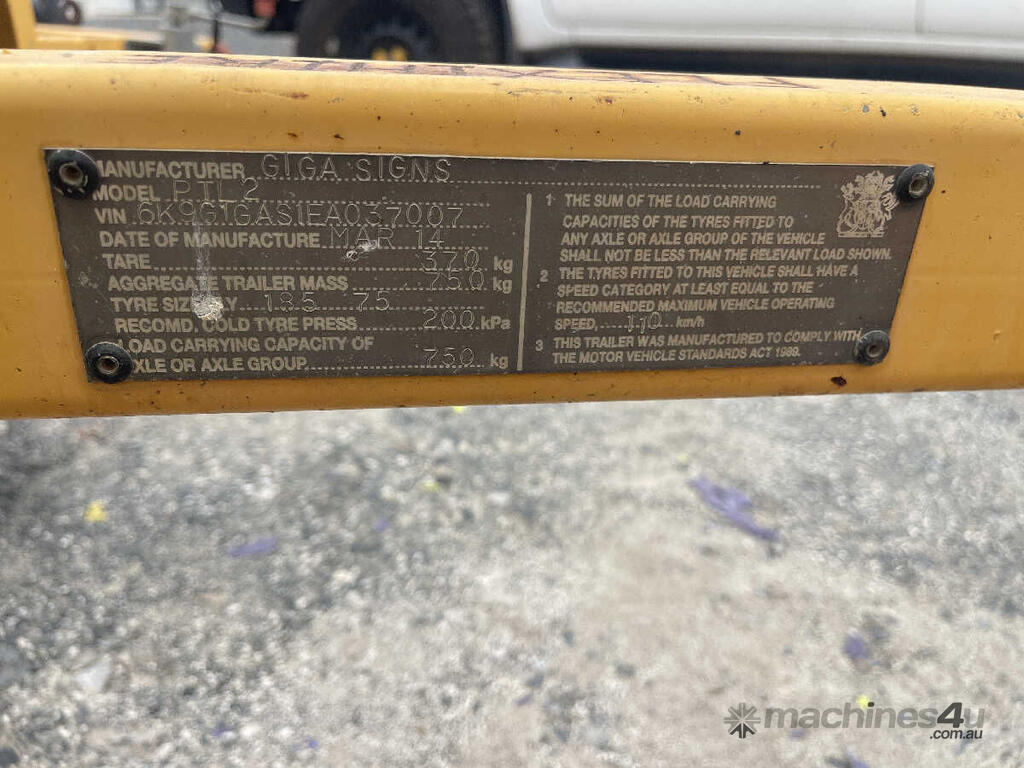 MANUFACTURER GIGA SIGNS
MODEL PTL2
VIN 6K9GIGAS1EA037007
DATE OF MANUFACTURE MAR 14
TARE 370 kg
AGGREGATE TRAILER MASS 750 kg
TYRE SIZE 185 75
RECOMD. COLD TYRE PRESS 200 kPa
LOAD CARRYING CAPACITY OF
AXLE OR AXLE GROUP 750 kg
1 THE SUM OF THE LOAD CARRYING
CAPACITIES OF THE TYRES FITTED TO
ANY AXLE OR AXLE GROUP OF THE VEHICLE
SHALL NOT BE LESS THAN THE RELEVANT LOAD SHOWN.
2 THE TYRES FITTED TO THIS VEHICLE SHALL HAVE A
SPEED CATEGORY AT LEAST EQUAL TO THE
RECOMMENDED MAXIMUM VEHICLE OPERATING
SPEED, 110 km/h
3 THIS TRAILER WAS MANUFACTURED TO COMPLY WITH
THE MOTOR VEHICLE STANDARDS ACT 1989.
machines4u
.com.au